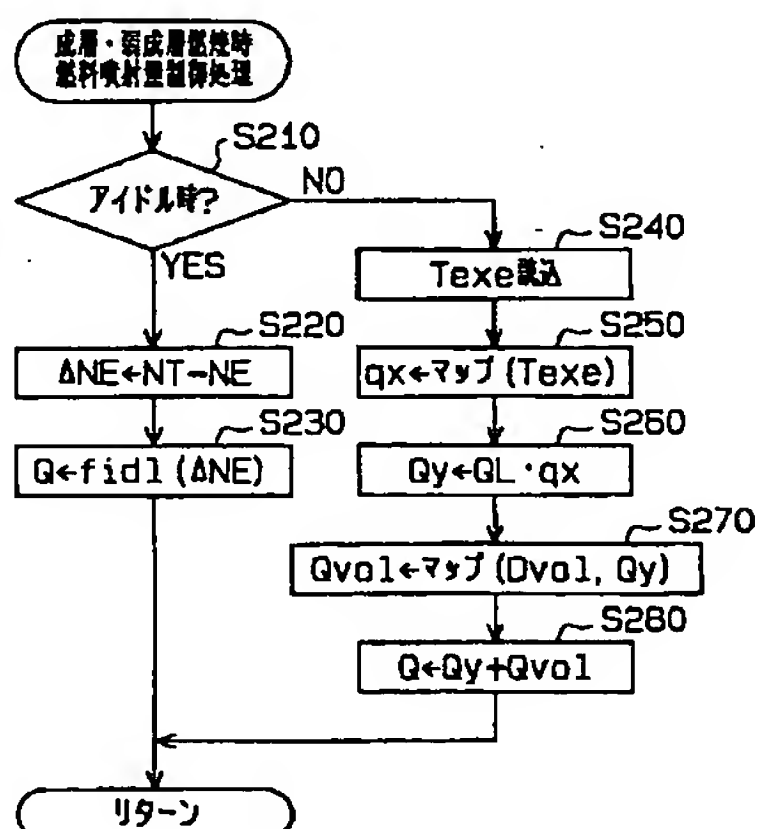 成層・弱成層燃焼時
燃料噴射量制御処理
S210
アイドル時?
NO
YES
S240
Texe読込
S220
ΔNE←NT-NE
S250
qx←マップ(Texe)
S230
Q←fidl(ΔNE)
S260
Qy←QL・qx
S270
Qvol←マップ(Dvol, Qy)
S280
Q←Qy+Qvol
リターン